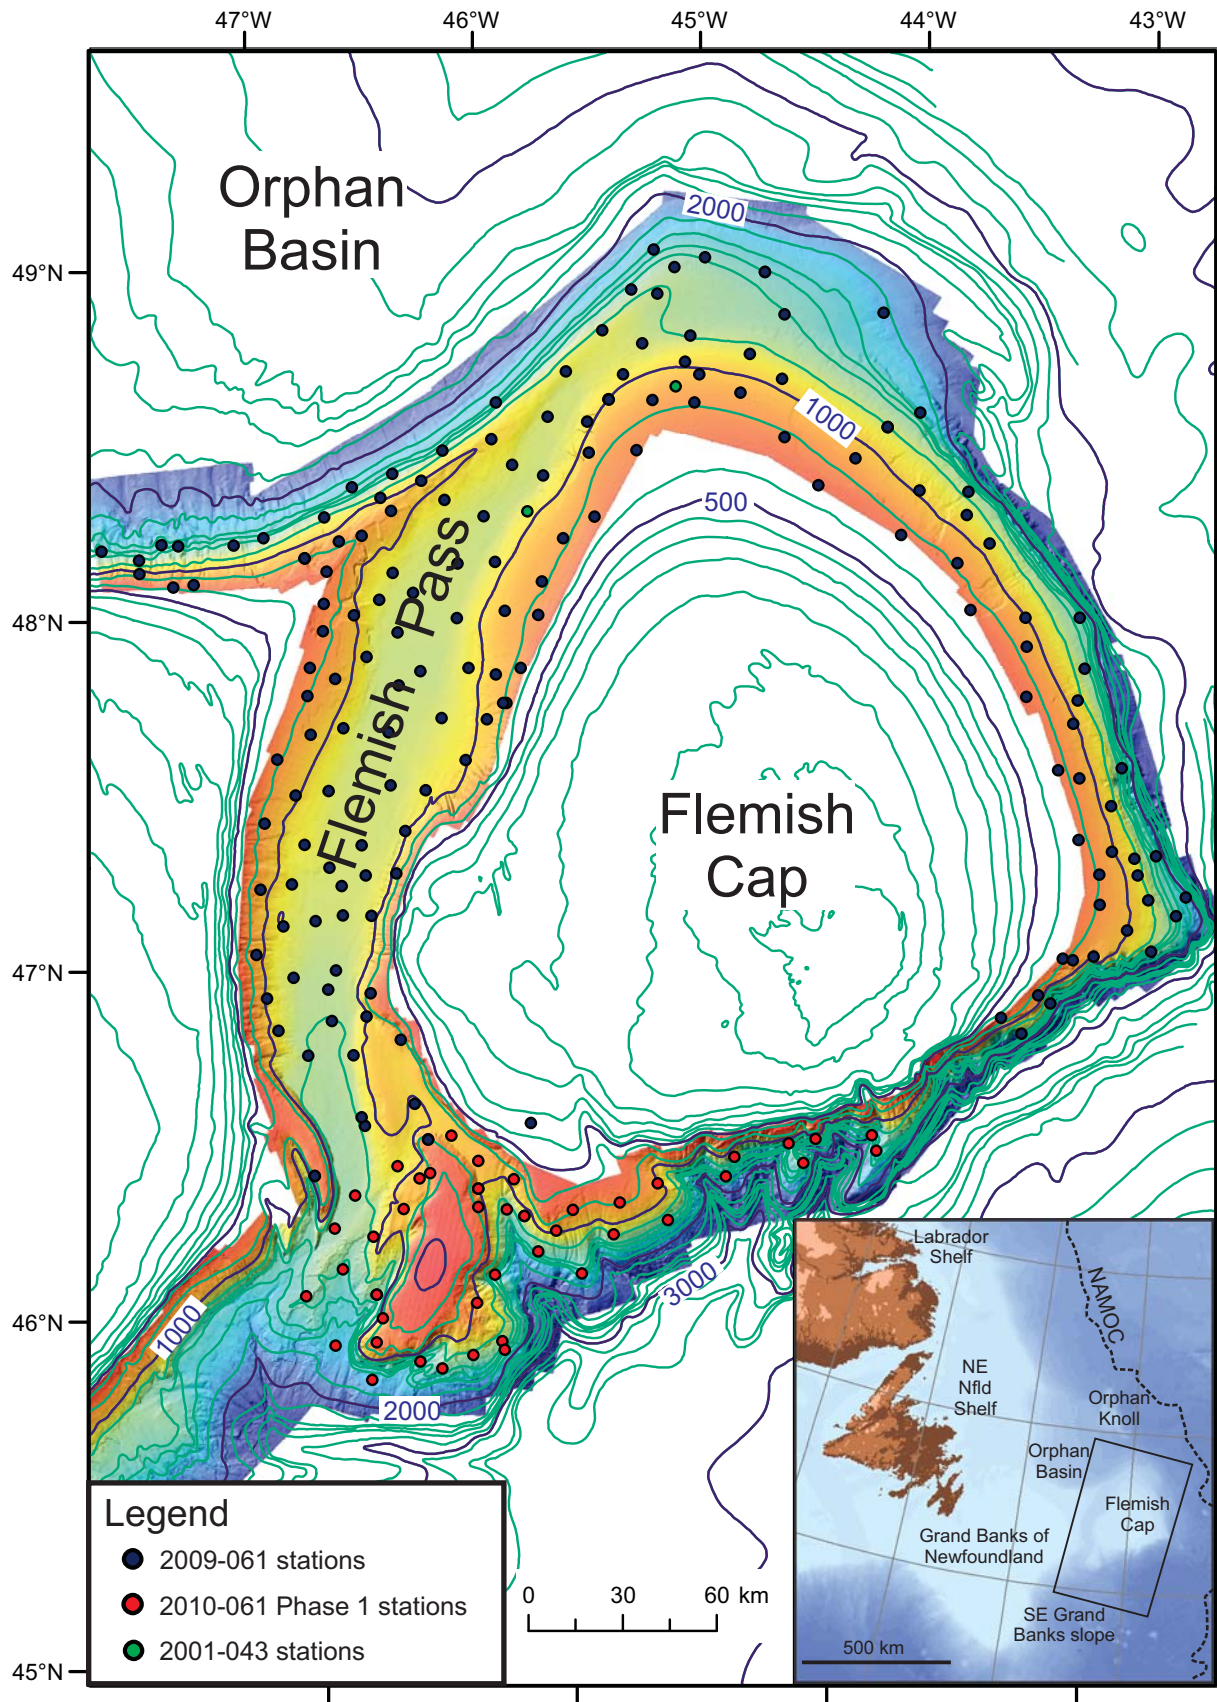 47°W
46°W
45°W
44°W
43°W
Orphan
Basin
2000
49°N
1000
500
Flemish Pass
48°N
Flemish
Cap
47°N
46°N
1000
3000
2000
45°N
Legend
2009-061 stations
2010-061 Phase 1 stations
2001-043 stations
0 30 60 km
Labrador
Shelf
NAMOC
NE
Nfld
Shelf
Orphan
Knoll
Orphan
Basin
Flemish
Cap
Grand Banks of
Newfoundland
SE Grand
Banks slope
500 km